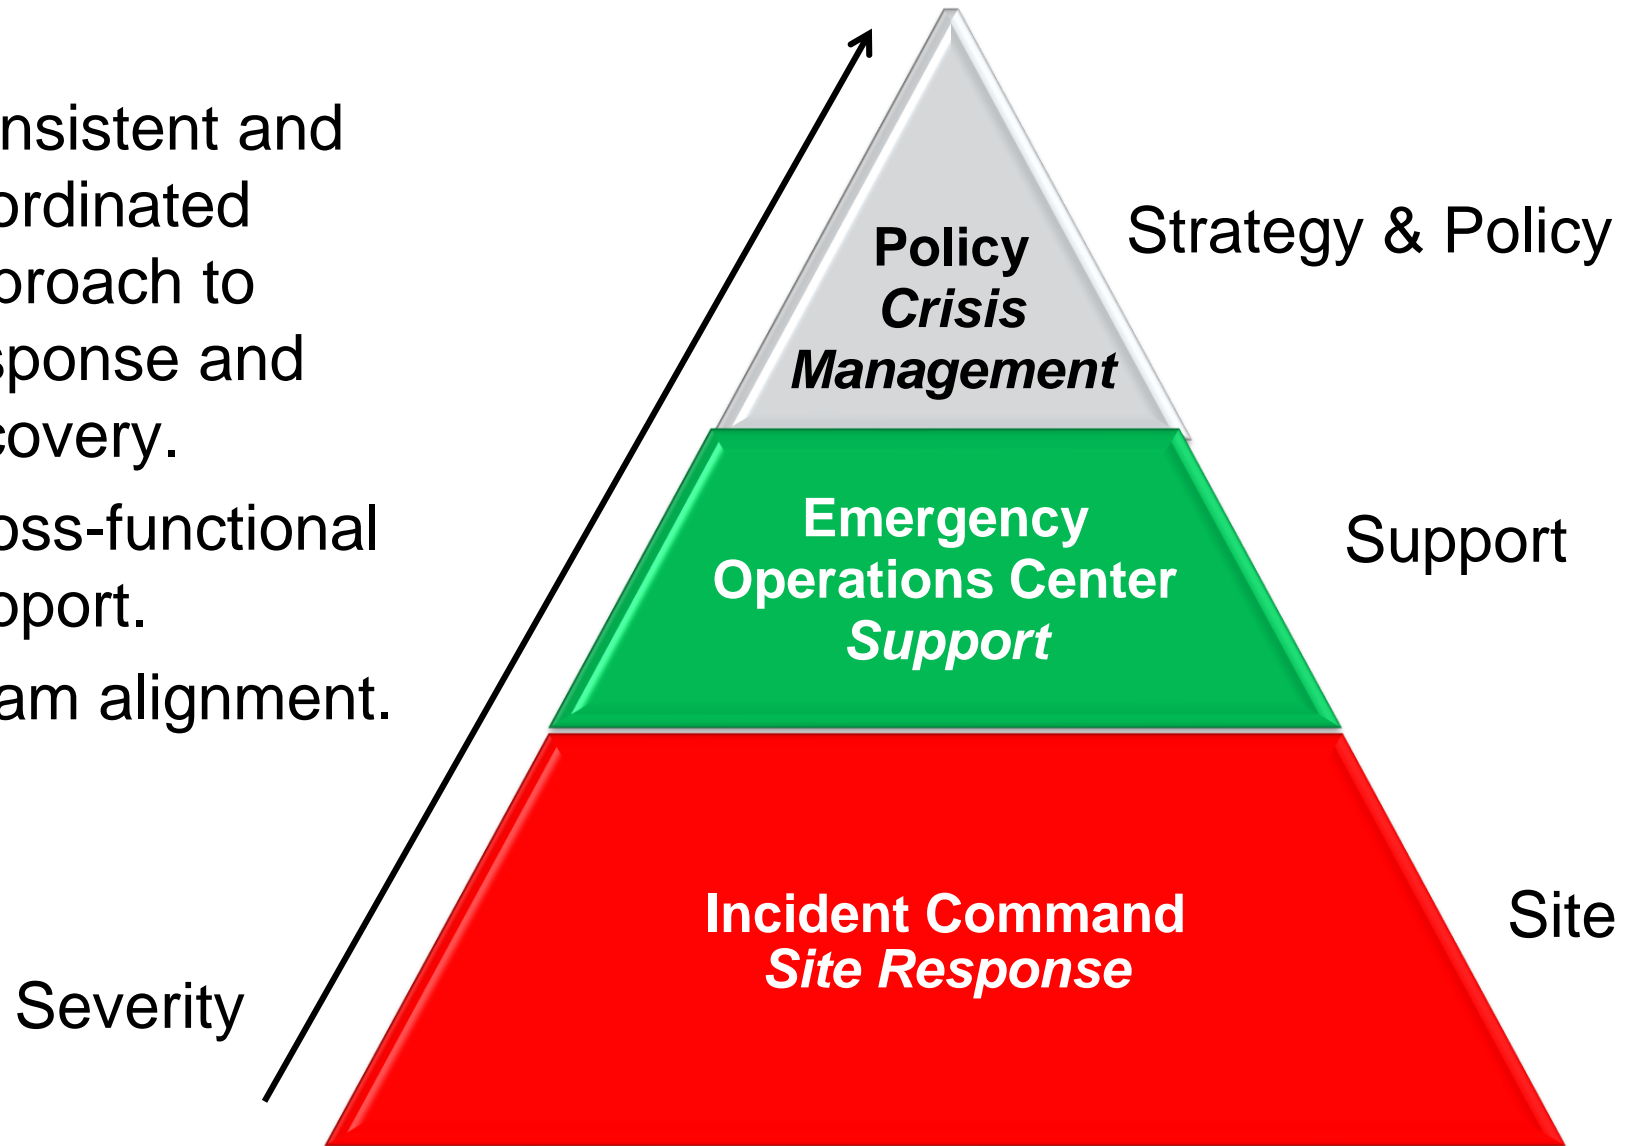 nsistent and
ordinated
proach to
sponse and
covery.
oss-functional
pport.
am alignment.
Severity
Policy
Crisis
Management
Emergency
Operations Center
Support
Incident Command
Site Response
Strategy & Policy
Support
Site